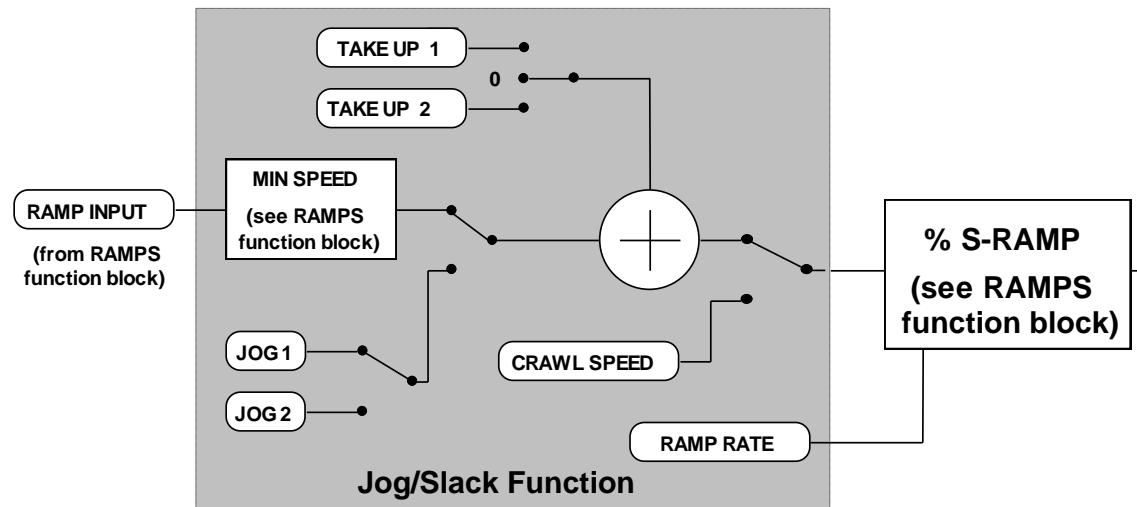 TAKE UP 1
0
TAKE UP 2
MIN SPEED
(see RAMPS
function block)
RAMP INPUT
(from RAMPS
function block)
% S-RAMP
(see RAMPS
function block)
JOG 1
CRAWL SPEED
JOG 2
RAMP RATE
Jog/Slack Function